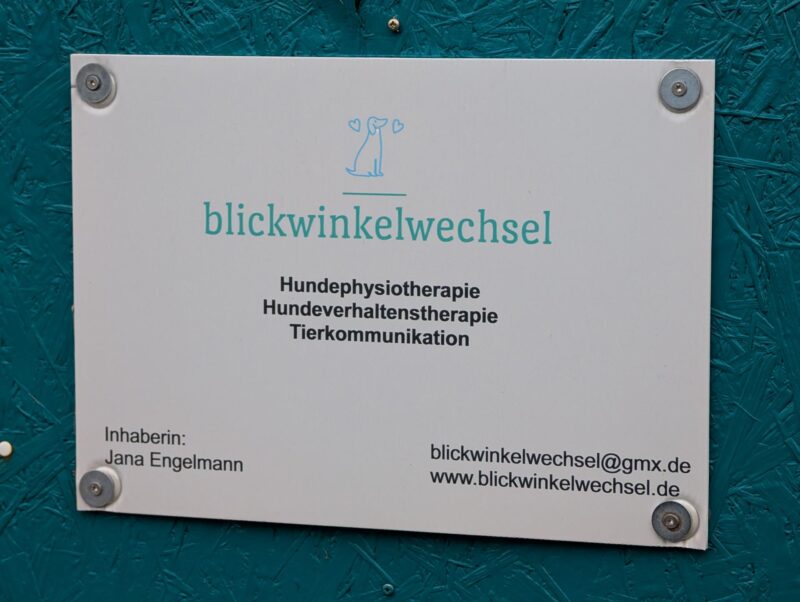 blickwinkelwechsel
Hundephysiotherapie
Hundeverhaltenstherapie
Tierkommunikation
Inhaberin:
Jana Engelmann
blickwinkelwechsel@gmx.de
www.blickwinkelwechsel.de